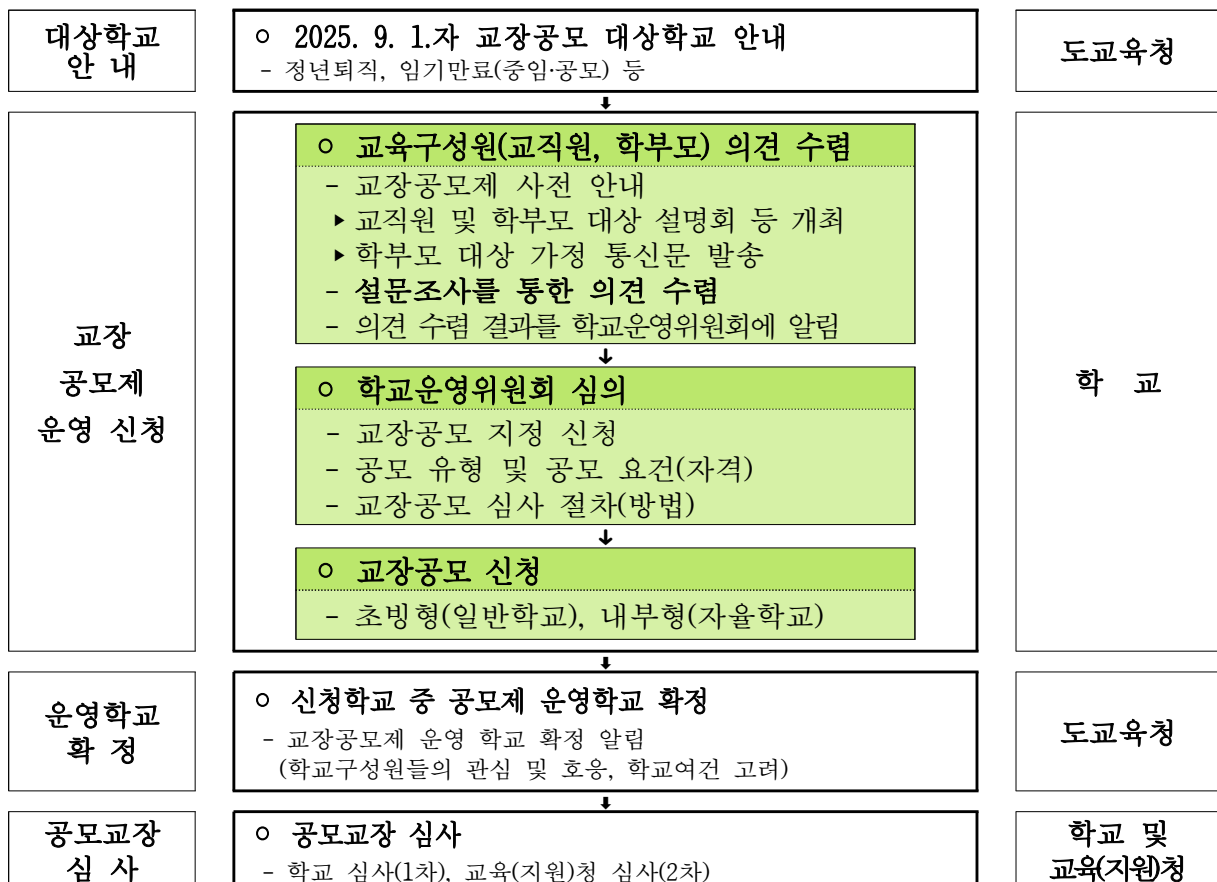 대상학교
안 내
○ 2025. 9. 1.자 교장공모 대상학교 안내
- 정년퇴직, 임기만료(중임·공모) 등
도교육청
교장
공모제
운영 신청
○ 교육구성원(교직원, 학부모) 의견 수렴
- 교장공모제 사전 안내
▸교직원 및 학부모 대상 설명회 등 개최
▸학부모 대상 가정 통신문 발송
- 설문조사를 통한 의견 수렴
- 의견 수렴 결과를 학교운영위원회에 알림
○ 학교운영위원회 심의
- 교장공모 지정 신청
- 공모 유형 및 공모 요건(자격)
- 교장공모 심사 절차(방법)
○ 교장공모 신청
- 초빙형(일반학교), 내부형(자율학교)
학 교
운영학교
확 정
○ 신청학교 중 공모제 운영학교 확정
- 교장공모제 운영 학교 확정 알림
(학교구성원들의 관심 및 호응, 학교여건 고려)
도교육청
공모교장
심 사
○ 공모교장 심사
- 학교 심사(1차), 교육(지원)청 심사(2차)
학교 및
교육(지원)청